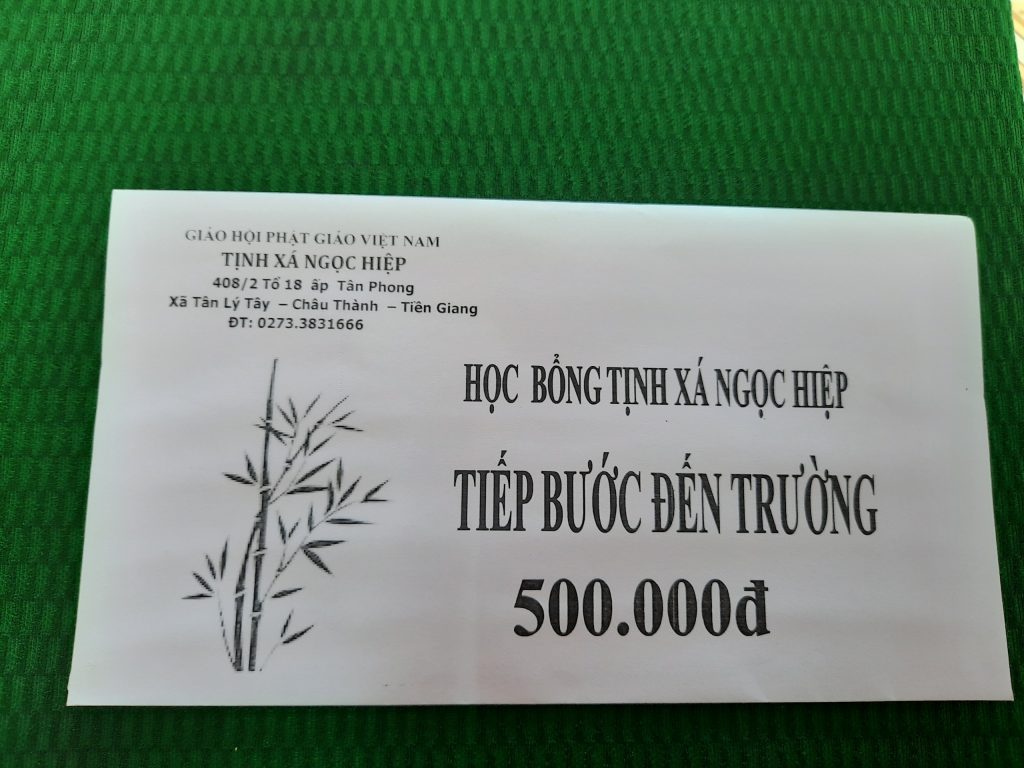 GIÁO HỘI PHẬT GIÁO VIỆT NAM
TỊNH XÁ NGỌC HIỆP
408/2 Tổ 18 ấp Tân Phong
Xã Tân Lý Tây – Châu Thành – Tiền Giang
ĐT: 0273.3831666
HỌC BỔNG TỊNH XÁ NGỌC HIỆP
TIẾP BƯỚC ĐẾN TRƯỜNG
500.000đ